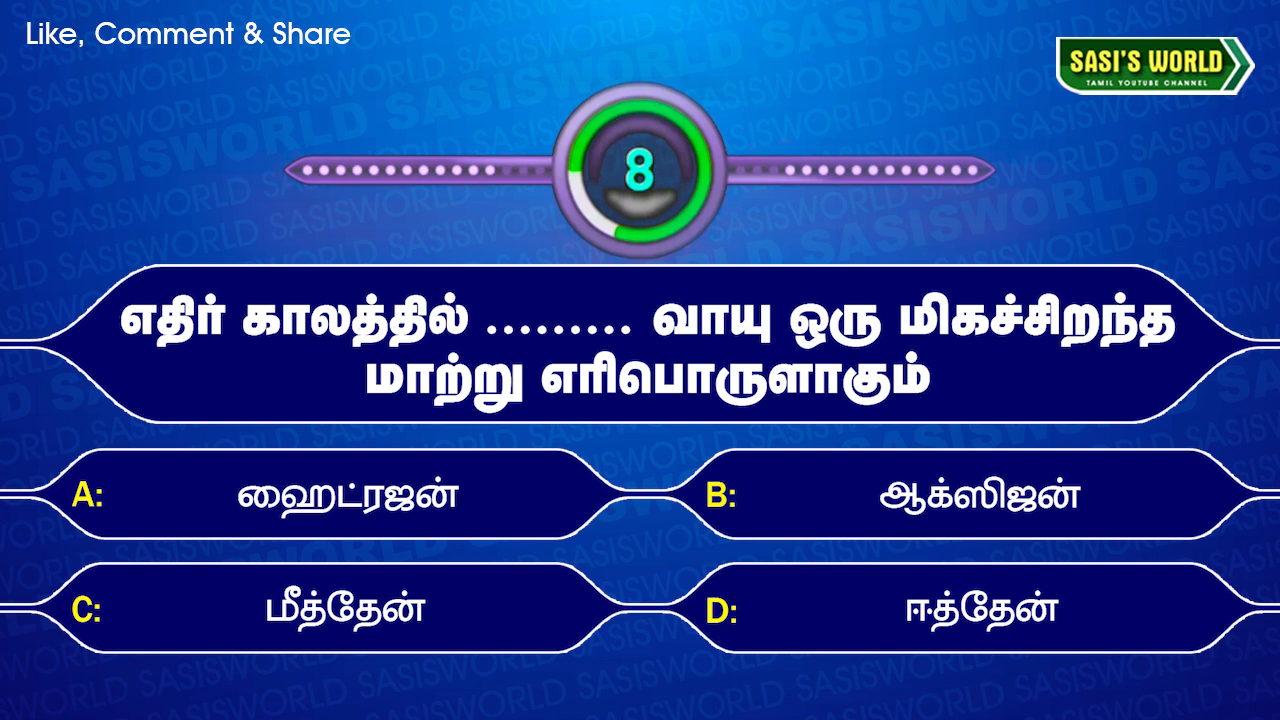 Like, Comment & Share
SASI'S WORLD
TAMIL YOUTUBE CHANNEL
8
எதிர் காலத்தில் ......... வாயு ஒரு மிகச்சிறந்த
மாற்று எரிபொருளாகும்
A: ஹைட்ரஜன்
B: ஆக்ஸிஜன்
C: மீத்தேன்
D: ஈத்தேன்